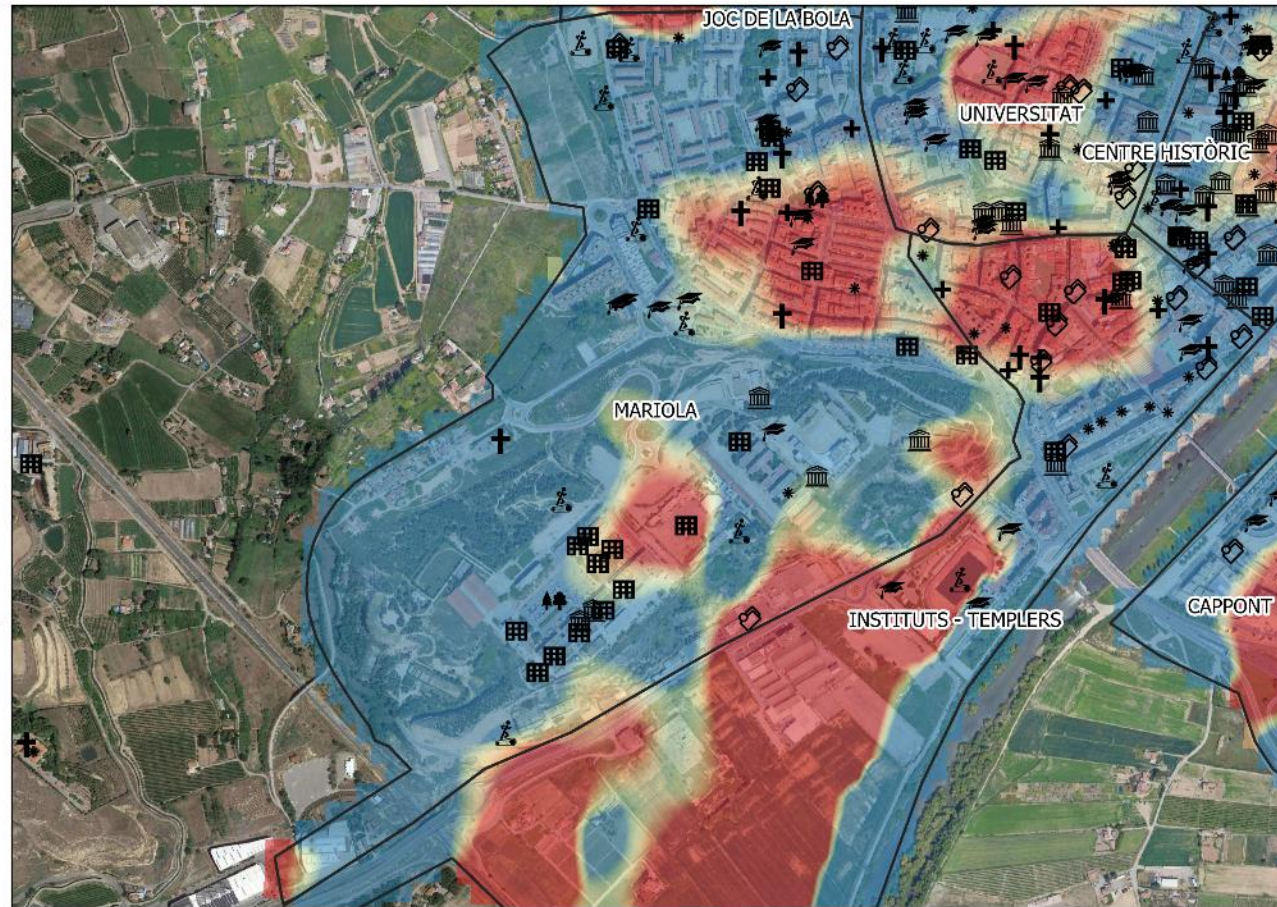 JOC DE LA BOLA
UNIVERSITAT
CENTRE HISTÒRIC
MARIOLA
INSTITUTS - TEMPLERS
CAPPONT